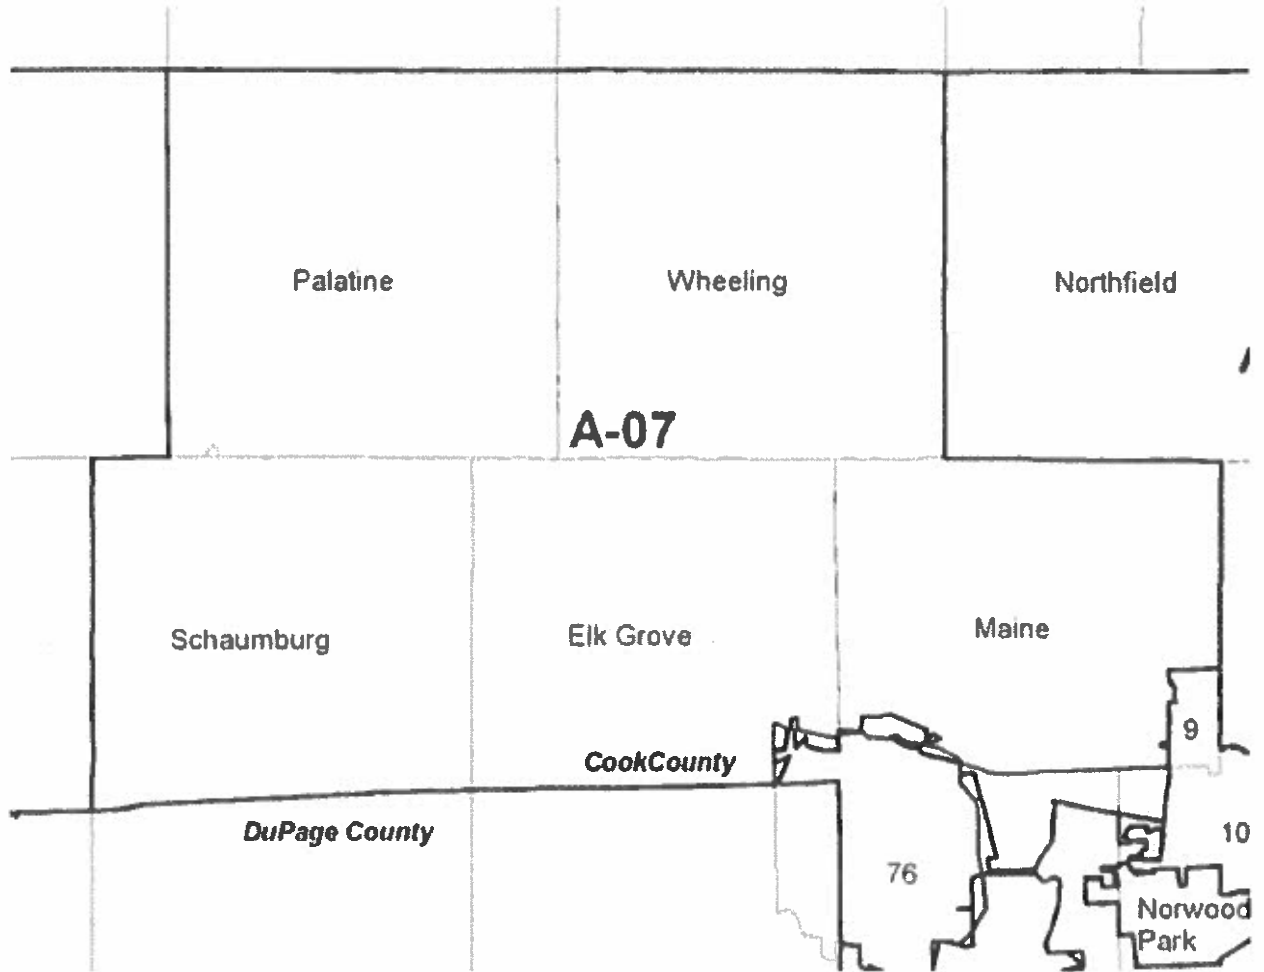 Palatine
Wheeling
Northfield
A-07
Schaumburg
Elk Grove
Maine
9
CookCounty
DuPage County
10
76
Norwood
Park